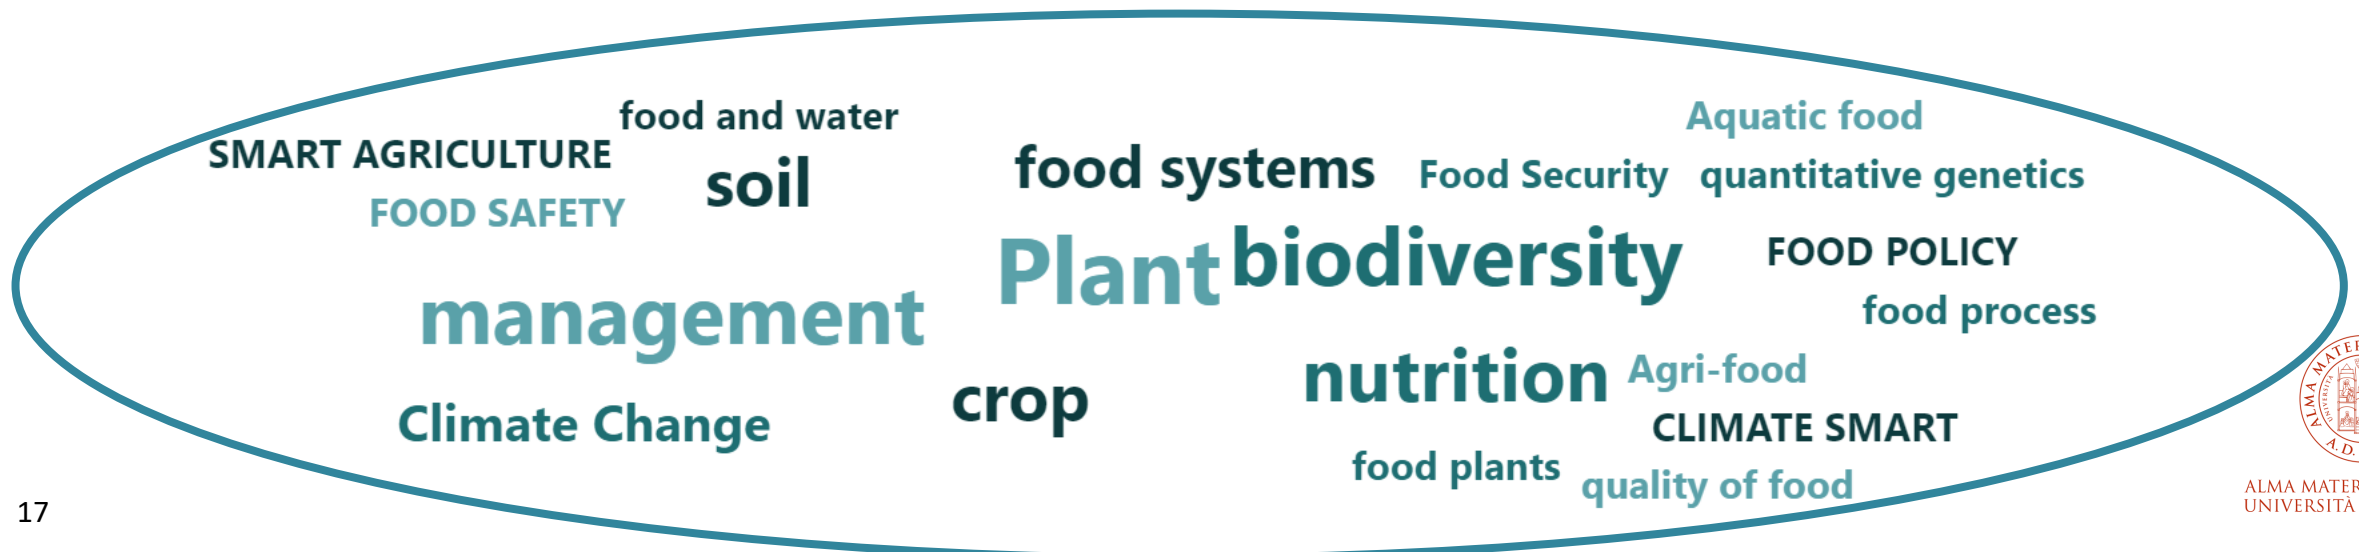 food and water
Aquatic food
SMART AGRICULTURE
soil
food systems
Food Security
quantitative genetics
FOOD SAFETY
Plant
biodiversity
FOOD POLICY
management
food process
nutrition
Agri-food
crop
Climate Change
CLIMATE SMART
food plants
quality of food
17
ALMA MATER
UNIVERSITÀ